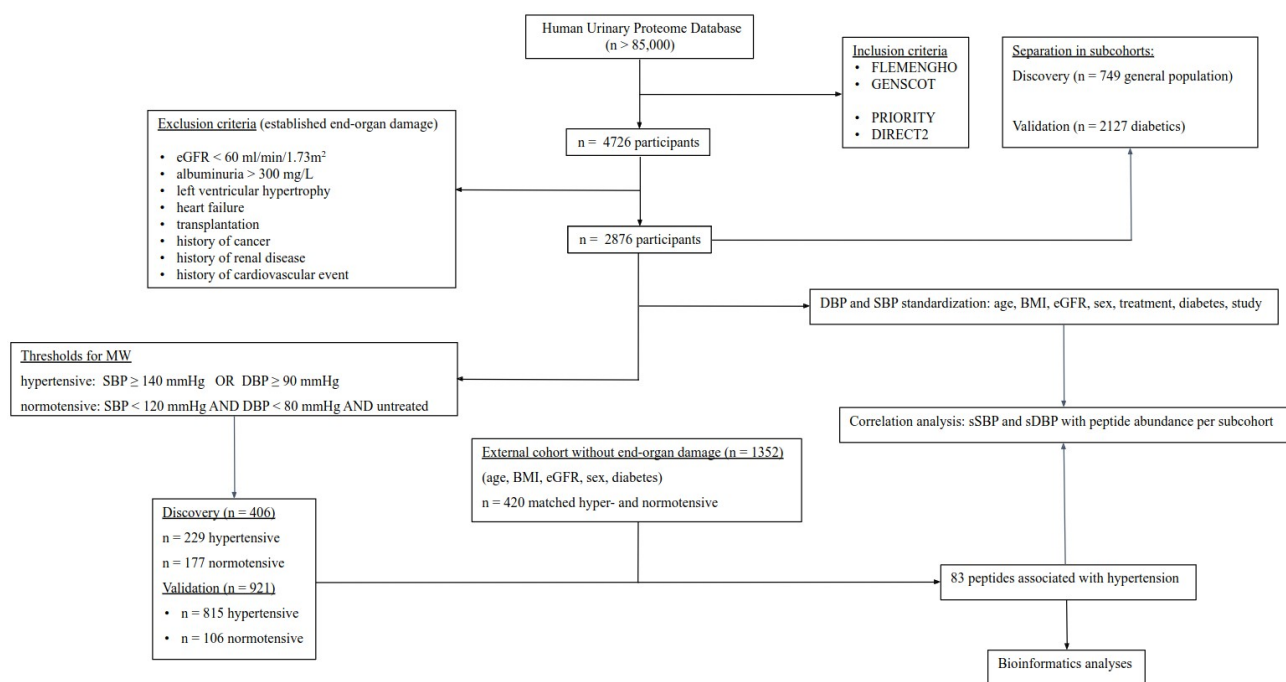 Human Urinary Proteome Database
(n > 85,000)
Inclusion criteria
• FLEMENGHO
• GENSCOT
• PRIORITY
• DIRECT2
Separation in subcohorts:
Discovery (n = 749 general population)
Validation (n = 2127 diabetics)
Exclusion criteria (established end-organ damage)
• eGFR < 60 ml/min/1.73m²
• albuminuria > 300 mg/L
• left ventricular hypertrophy
• heart failure
• transplantation
• history of cancer
• history of renal disease
• history of cardiovascular event
n = 4726 participants
n = 2876 participants
DBP and SBP standardization: age, BMI, eGFR, sex, treatment, diabetes, study
Thresholds for MW
hypertensive: SBP ≥ 140 mmHg OR DBP ≥ 90 mmHg
normotensive: SBP < 120 mmHg AND DBP < 80 mmHg AND untreated
Correlation analysis: sSBP and sDBP with peptide abundance per subcohort
External cohort without end-organ damage (n = 1352)
(age, BMI, eGFR, sex, diabetes)
n = 420 matched hyper- and normotensive
Discovery (n = 406)
n = 229 hypertensive
n = 177 normotensive
Validation (n = 921)
• n = 815 hypertensive
• n = 106 normotensive
83 peptides associated with hypertension
Bioinformatics analyses